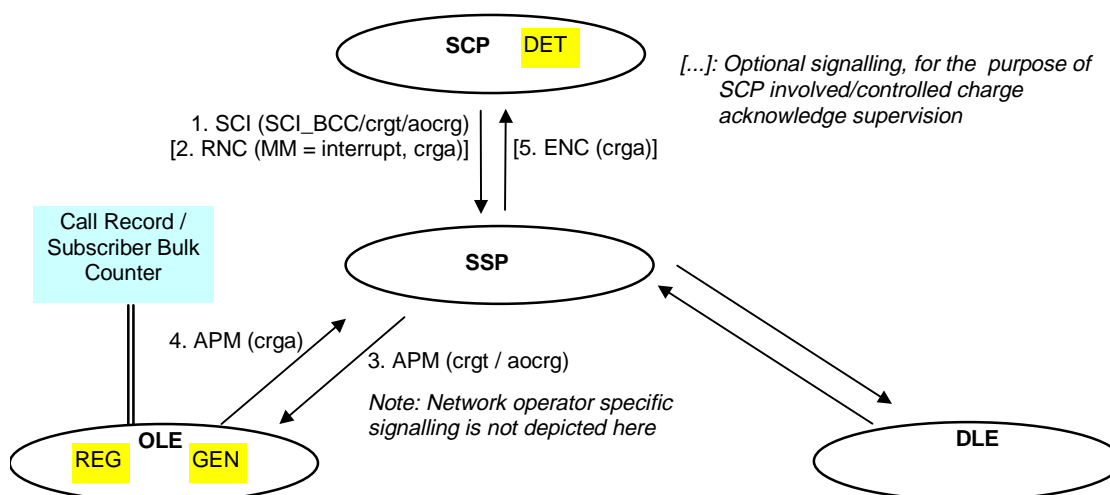 SCP DET
[...]: Optional signalling, for the purpose of
SCP involved/controlled charge
acknowledge supervision
1. SCI (SCI_BCC/crgt/aocrg)
[2. RNC (MM = interrupt, crga)]
[5. ENC (crga)]
Call Record /
Subscriber Bulk
Counter
SSP
4. APM (crga)
3. APM (crgt / aocrg)
Note: Network operator specific
signalling is not depicted here
OLE
REG GEN
DLE